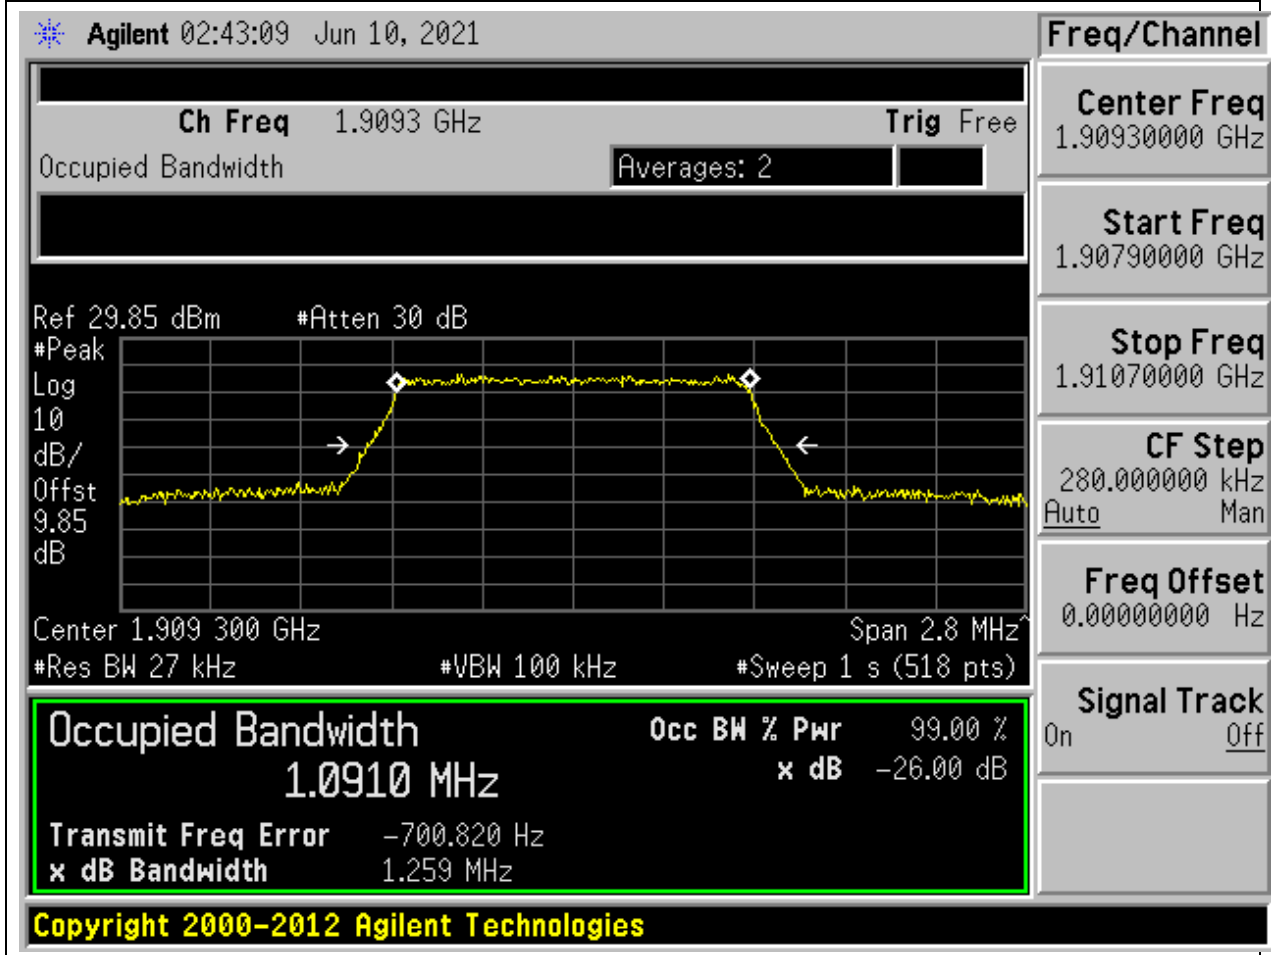 Agilent 02:43:09 Jun 10, 2021
Freq/Channel
Ch Freq 1.9093 GHz Trig Free
Occupied Bandwidth Averages: 2
Ref 29.85 dBm #Atten 30 dB
#Peak
Log
10
dB/
Offst
9.85
dB
Center 1.909 300 GHz Span 2.8 MHz^
#Res BW 27 kHz #VBW 100 kHz #Sweep 1 s (518 pts)
Occupied Bandwidth Occ BW % Pwr 99.00 %
1.0910 MHz x dB -26.00 dB
Transmit Freq Error -700.820 Hz
x dB Bandwidth 1.259 MHz
Center Freq
1.90930000 GHz
Start Freq
1.90790000 GHz
Stop Freq
1.91070000 GHz
CF Step
280.000000 kHz
Auto Man
Freq Offset
0.00000000 Hz
Signal Track
On Off
Copyright 2000-2012 Agilent Technologies